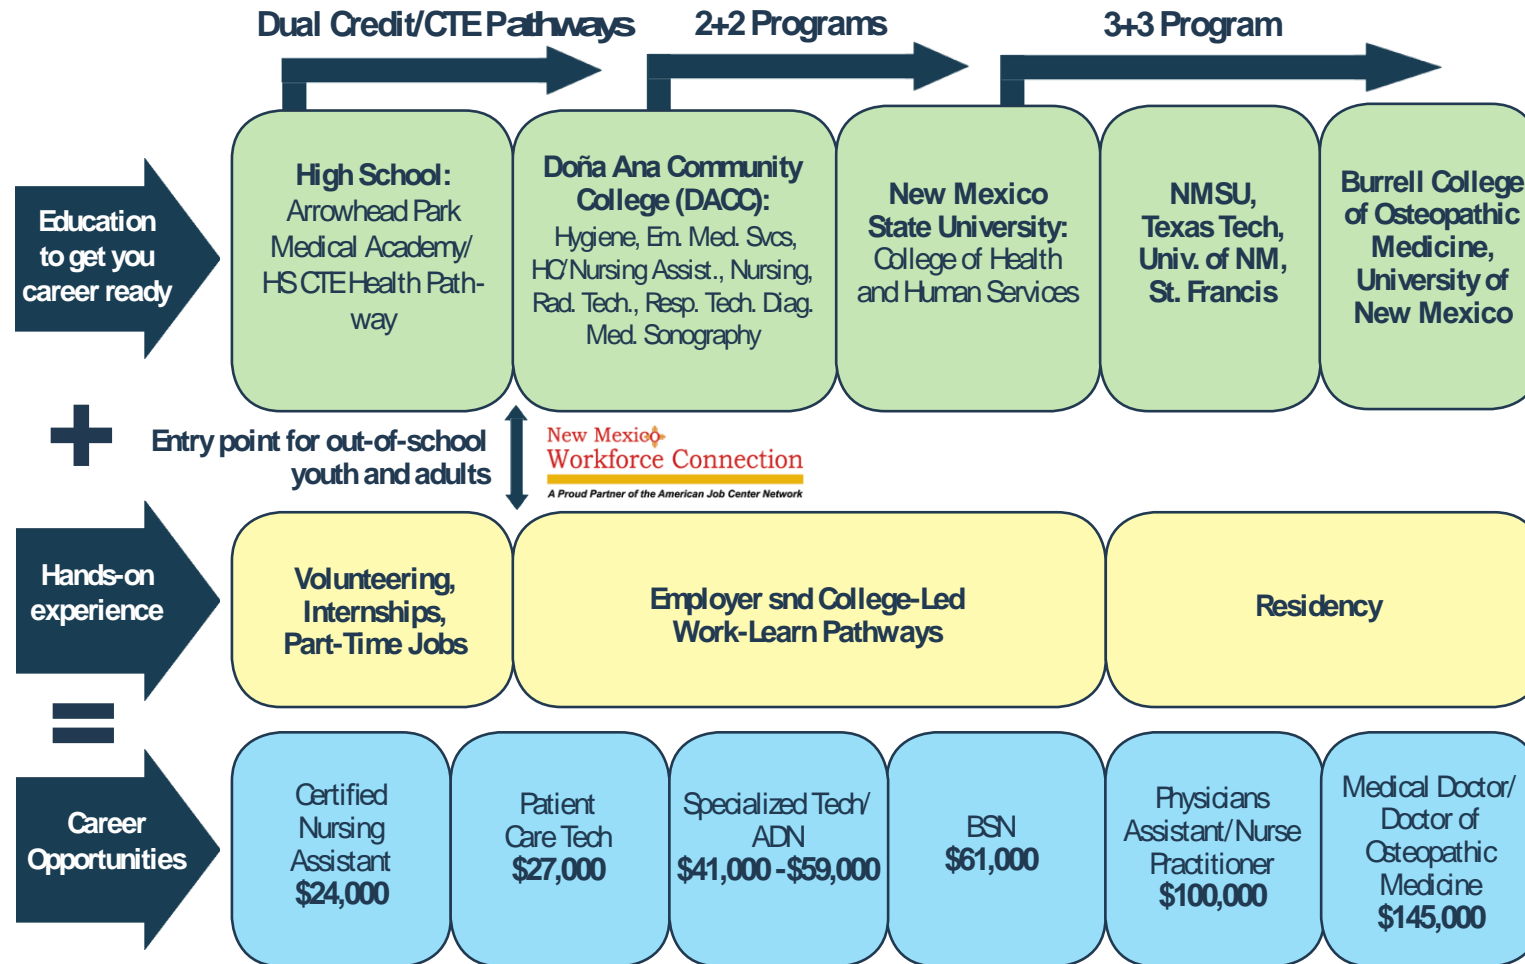 Dual Credit/CTE Pathways
2+2 Programs
3+3 Program
Education
to get you
career ready
High School:
Arrowhead Park
Medical Academy/
HS CTE Health Path-
way
Doña Ana Community
College (DACC):
Hygiene, Em. Med. Svcs,
HC/Nursing Assist., Nursing,
Rad. Tech., Resp. Tech. Diag.
Med. Sonography
New Mexico
State University:
College of Health
and Human Services
NMSU,
Texas Tech,
Univ. of NM,
St. Francis
Burrell College
of Osteopathic
Medicine,
University of
New Mexico
+
Entry point for out-of-school
youth and adults
New Mexico
Workforce Connection
A Proud Partner of the American Job Center Network
Hands-on
experience
Volunteering,
Internships,
Part-Time Jobs
Employer snd College-Led
Work-Learn Pathways
Residency
=
Career
Opportunities
Certified
Nursing
Assistant
$24,000
Patient
Care Tech
$27,000
Specialized Tech/
ADN
$41,000 - $59,000
BSN
$61,000
Physicians
Assistant/Nurse
Practitioner
$100,000
Medical Doctor/
Doctor of
Osteopathic
Medicine
$145,000